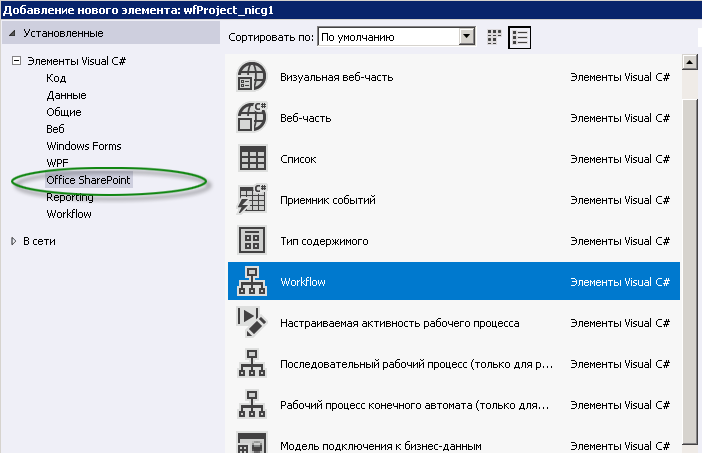 Добавление нового элемента: wfProject_nicg1
Установленные
Сортировать по: По умолчанию
Элементы Visual C#
Код
Данные
Общие
Веб
Windows Forms
WPF
Office SharePoint
Reporting
Workflow
В сети
Визуальная веб-часть Элементы Visual C#
Веб-часть Элементы Visual C#
Список Элементы Visual C#
Приемник событий Элементы Visual C#
Тип содержимого Элементы Visual C#
Workflow Элементы Visual C#
Настраиваемая активность рабочего процесса Элементы Visual C#
Последовательный рабочий процесс (только для р... Элементы Visual C#
Рабочий процесс конечного автомата (только для... Элементы Visual C#
Модель подключения к бизнес-данным Элементы Visual C#